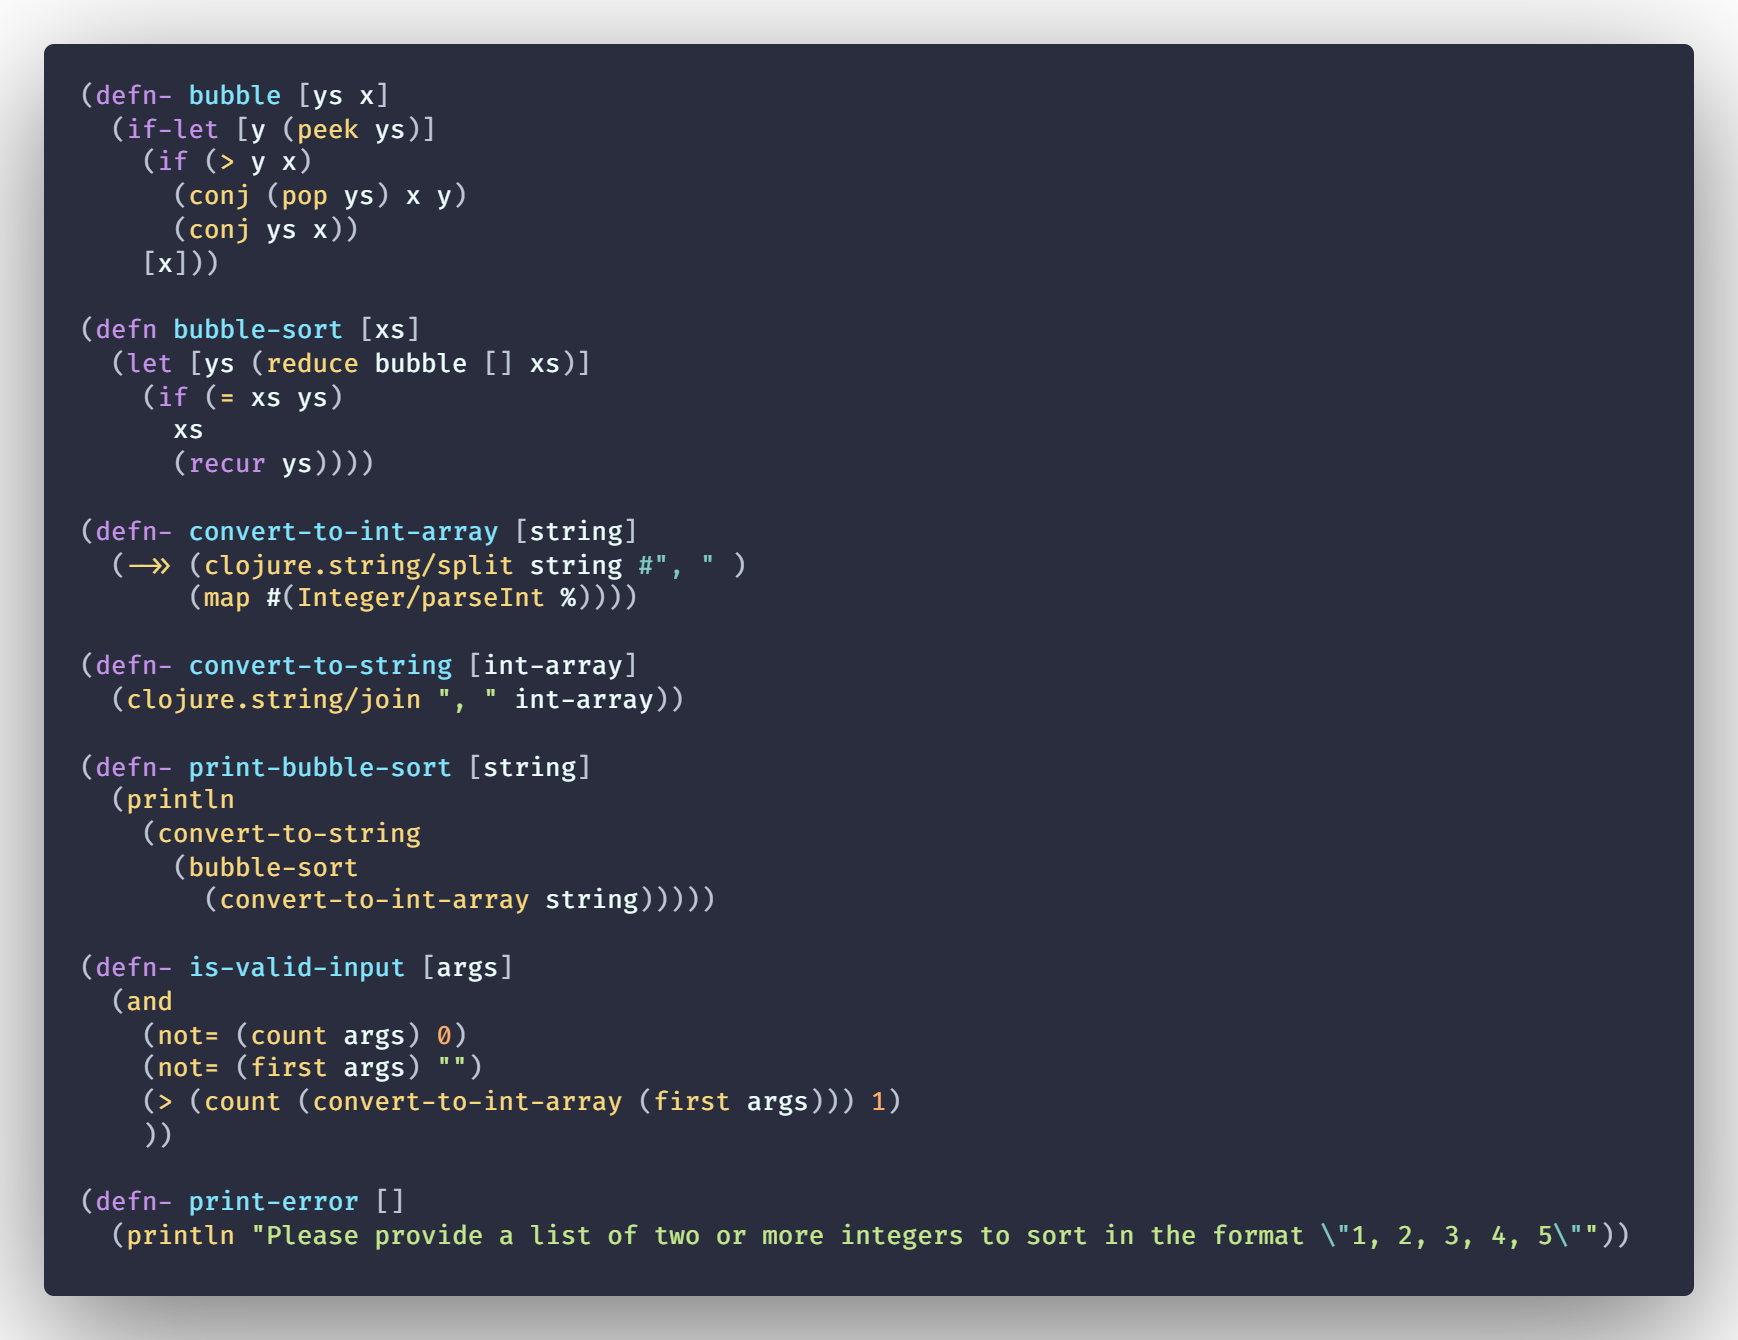 (defn- bubble [ys x]
  (if-let [y (peek ys)]
    (if (> y x)
      (conj (pop ys) x y)
      (conj ys x))
    [x]))

(defn bubble-sort [xs]
  (let [ys (reduce bubble [] xs)]
    (if (= xs ys)
      xs
      (recur ys))))

(defn- convert-to-int-array [string]
  (->> (clojure.string/split string #", " )
       (map #(Integer/parseInt %))))

(defn- convert-to-string [int-array]
  (clojure.string/join ", " int-array))

(defn- print-bubble-sort [string]
  (println
    (convert-to-string
      (bubble-sort
        (convert-to-int-array string)))))

(defn- is-valid-input [args]
  (and
    (not= (count args) 0)
    (not= (first args) "")
    (> (count (convert-to-int-array (first args))) 1)
    ))

(defn- print-error []
  (println "Please provide a list of two or more integers to sort in the format \"1, 2, 3, 4, 5\""))